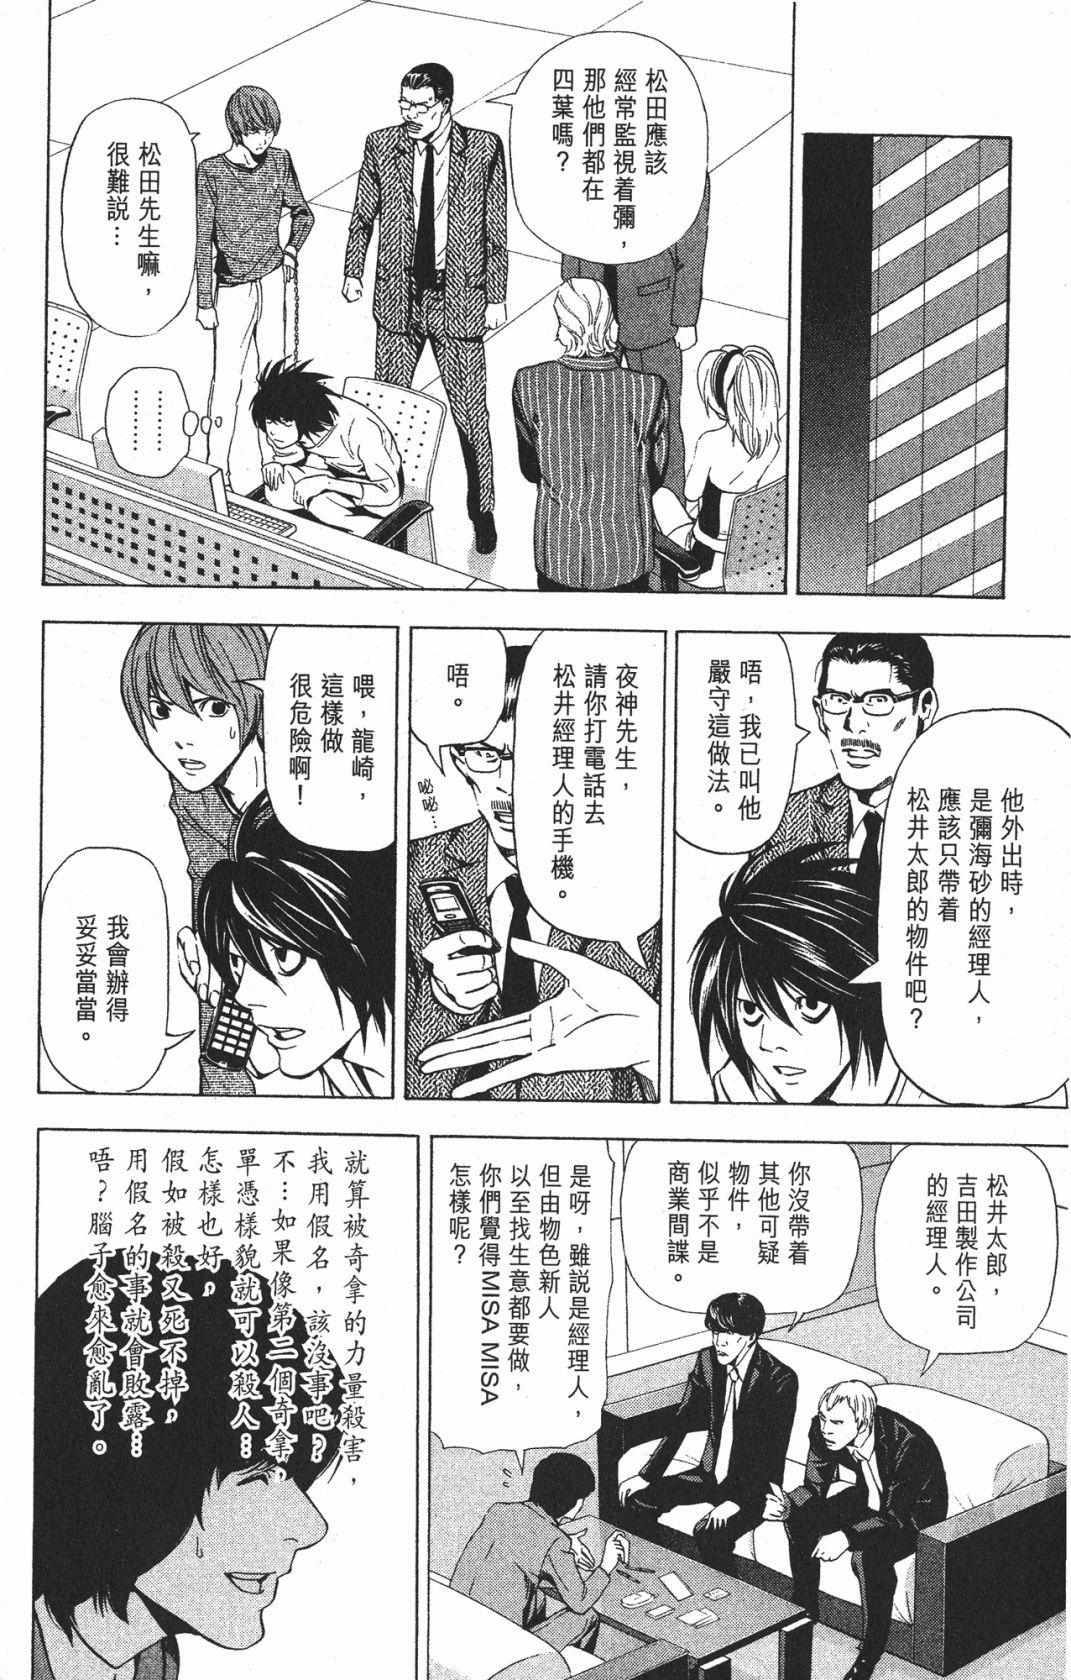 松田應該
經常監視着彌，
那他們都在
四葉嗎？
松田先生嘛，
很難説…
他外出時，
是彌海砂的經理人，
應該只帶着
松井太郎的物件吧？
唔，我已叫他
嚴守這做法。
夜神先生，
請你打電話去
松井經理人的手機。
唔。
咇咇…
喂，龍崎，
這樣做
很危險啊！
我會辦得
妥妥當當。
松井太郎，
吉田製作公司
的經理人。
你沒帶着
其他可疑
物件，
似乎不是
商業間諜。
是呀，雖説是經理人，
但由物色新人
以至找生意都要做，
你們覺得MISA MISA
怎樣呢？
就算被奇拿的力量殺害，
我用假名，該沒事吧？
不…如果像第二個奇拿，
單憑樣貌就可以殺人…
怎樣也好，
假如被殺又死不掉，
用假名的事就會敗露…
唔？腦子愈來愈亂了。